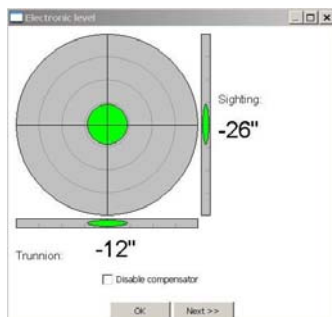 Electronic level
Sighting:
-26"
-12"
Trunnion:
Disable compensator
OK
Next >>